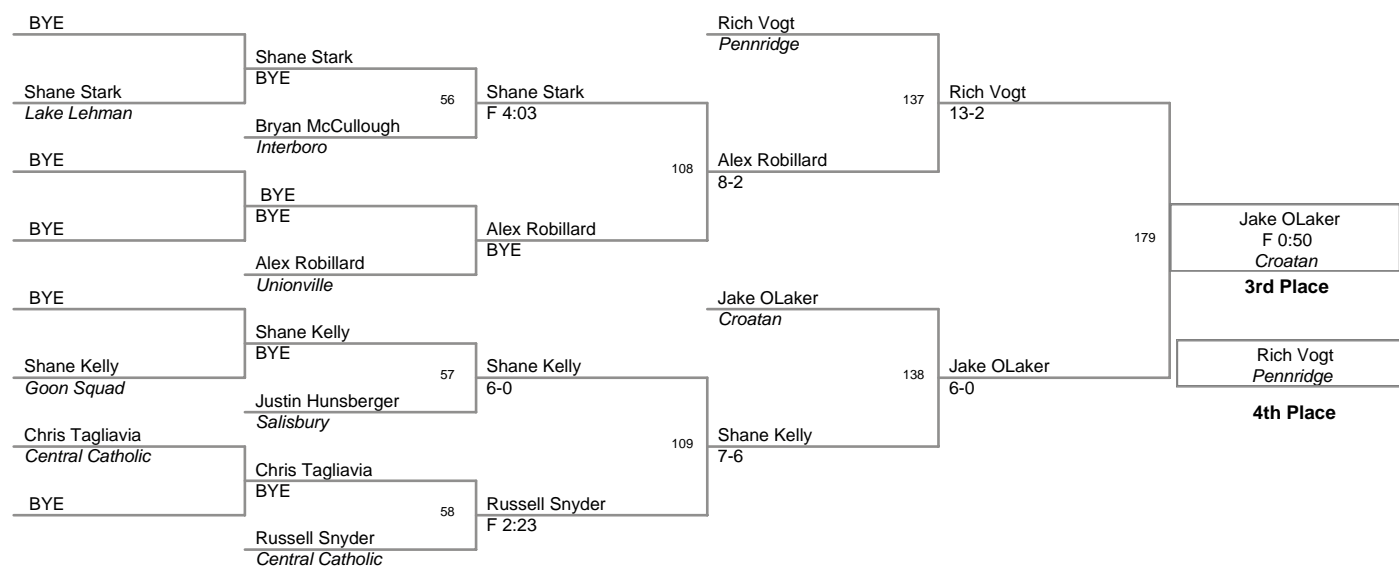 BYE
Shane Stark
Lake Lehman
BYE
BYE
BYE
Shane Kelly
Goon Squad
Chris Tagliavia
Central Catholic
BYE
Shane Stark
BYE
56
Bryan McCullough
Interboro
BYE
BYE
Alex Robillard
Unionville
Shane Kelly
BYE
57
Justin Hunsberger
Salisbury
Chris Tagliavia
BYE
58
Russell Snyder
Central Catholic
Shane Stark
F 4:03
108
Alex Robillard
BYE
Shane Kelly
6-0
109
Russell Snyder
F 2:23
Rich Vogt
Pennridge
137
Alex Robillard
8-2
Jake OLaker
Croatan
138
Shane Kelly
7-6
Rich Vogt
13-2
179
Jake OLaker
6-0
Jake OLaker
F 0:50
Croatan
3rd Place
Rich Vogt
Pennridge
4th Place